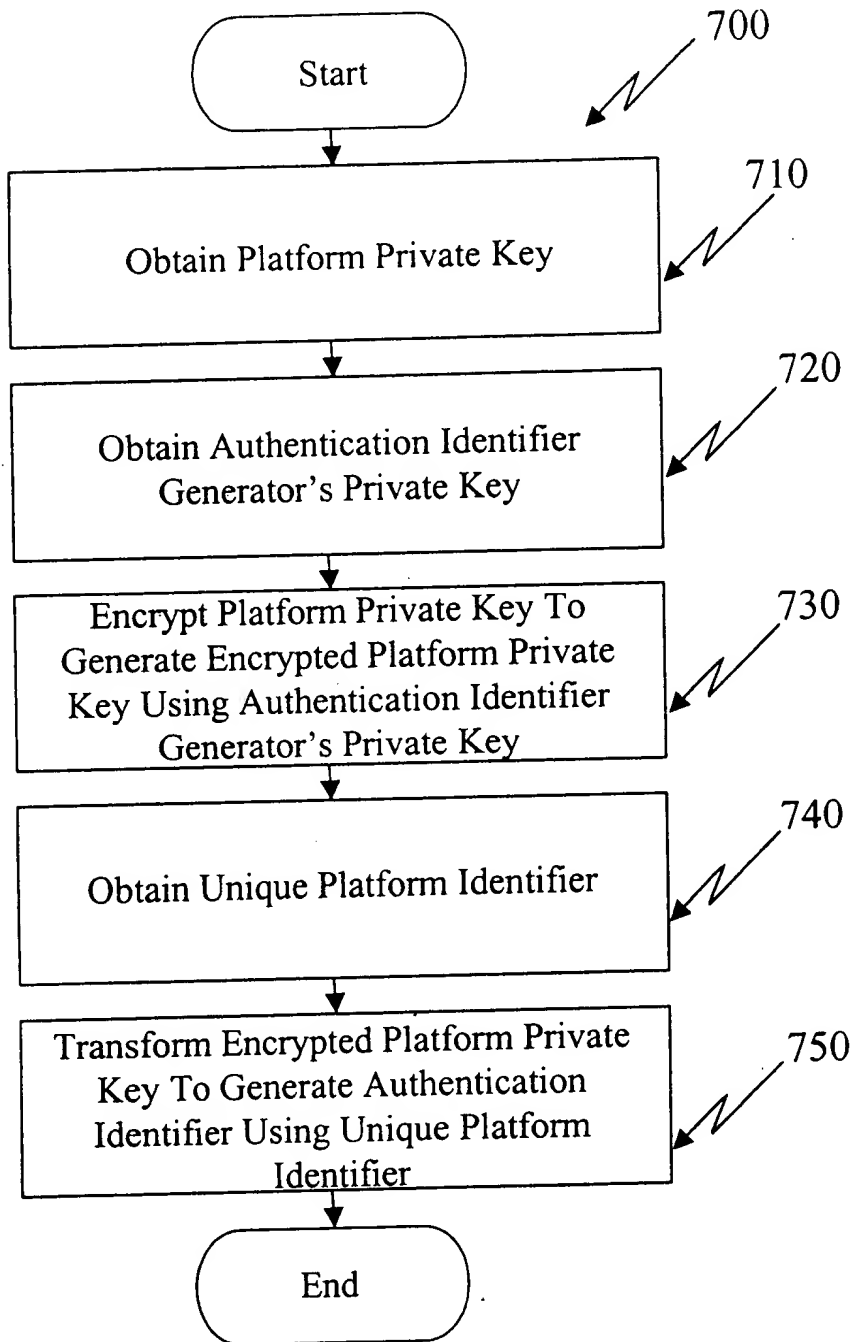 700
Start
710
Obtain Platform Private Key
720
Obtain Authentication Identifier
Generator’s Private Key
730
Encrypt Platform Private Key To
Generate Encrypted Platform Private
Key Using Authentication Identifier
Generator’s Private Key
740
Obtain Unique Platform Identifier
750
Transform Encrypted Platform Private
Key To Generate Authentication
Identifier Using Unique Platform
Identifier
End